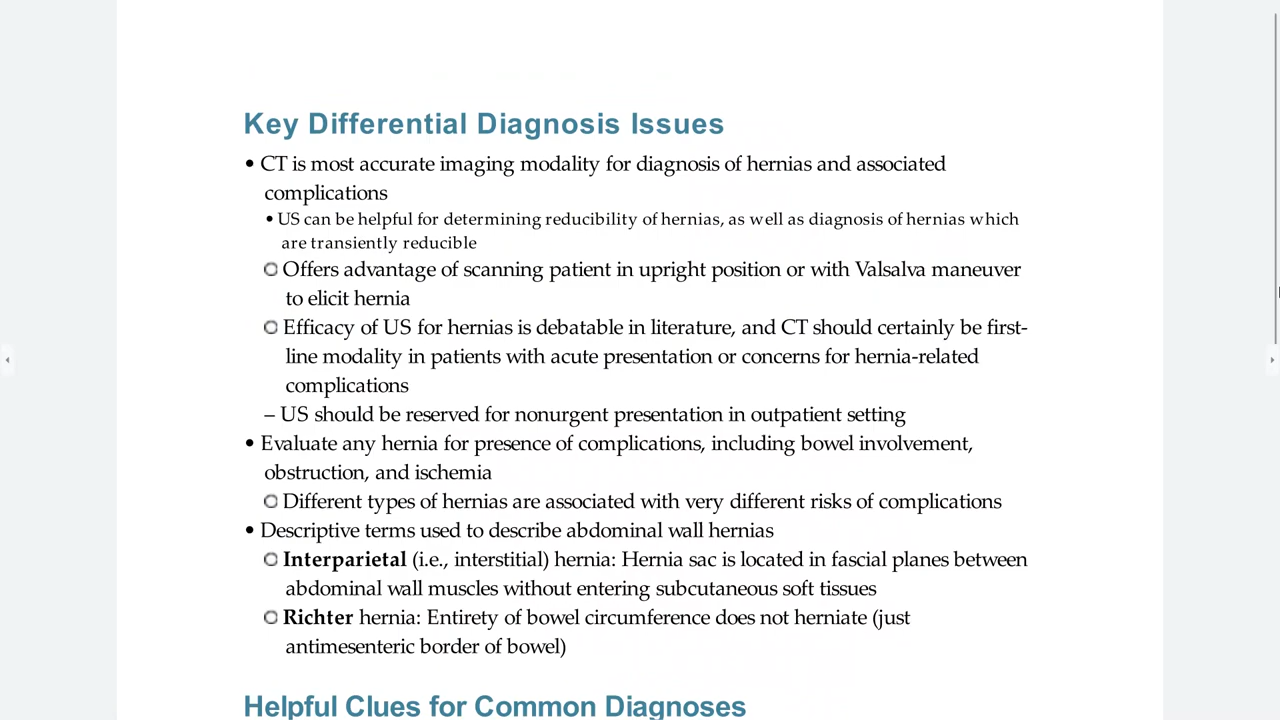 Key Differential Diagnosis Issues
• CT is most accurate imaging modality for diagnosis of hernias and associated
complications
• US can be helpful for determining reducibility of hernias, as well as diagnosis of hernias which
are transiently reducible
○ Offers advantage of scanning patient in upright position or with Valsalva maneuver
to elicit hernia
○ Efficacy of US for hernias is debatable in literature, and CT should certainly be first-
line modality in patients with acute presentation or concerns for hernia-related
complications
– US should be reserved for nonurgent presentation in outpatient setting
• Evaluate any hernia for presence of complications, including bowel involvement,
obstruction, and ischemia
○ Different types of hernias are associated with very different risks of complications
• Descriptive terms used to describe abdominal wall hernias
○ Interparietal (i.e., interstitial) hernia: Hernia sac is located in fascial planes between
abdominal wall muscles without entering subcutaneous soft tissues
○ Richter hernia: Entirety of bowel circumference does not herniate (just
antimesenteric border of bowel)
Helpful Clues for Common Diagnoses